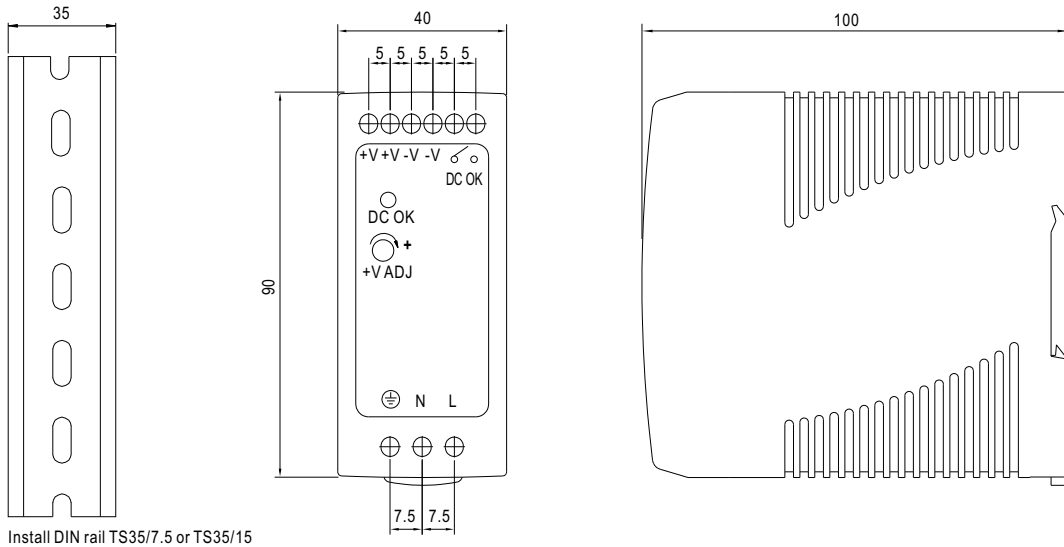 35
40
100
5 5 5 5 5
+V +V -V -V
DC OK
DC OK
+
+V ADJ
90
N L
7.5 7.5
Install DIN rail TS35/7.5 or TS35/15